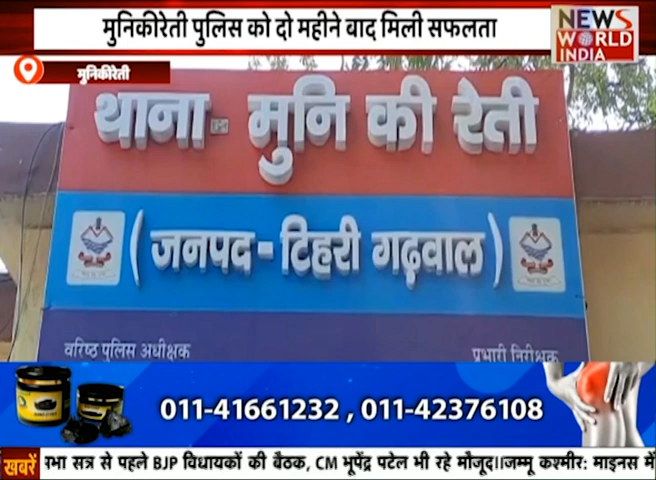 मुनिकीरेती पुलिस को दो महीने बाद मिली सफलता
NEWS
WORLD
INDIA
मुनिकीरेती
थाना - मुनि की रेती
( जनपद - टिहरी गढ़वाल )
वरिष्ठ पुलिस अधीक्षक
प्रभारी निरीक्षक
011-41661232 , 011-42376108
खबरें
भा सत्र से पहले BJP विधायकों की बैठक, CM भूपेंद्र पटेल भी रहे मौजूद।।जम्मू कश्मीर: माइनस में